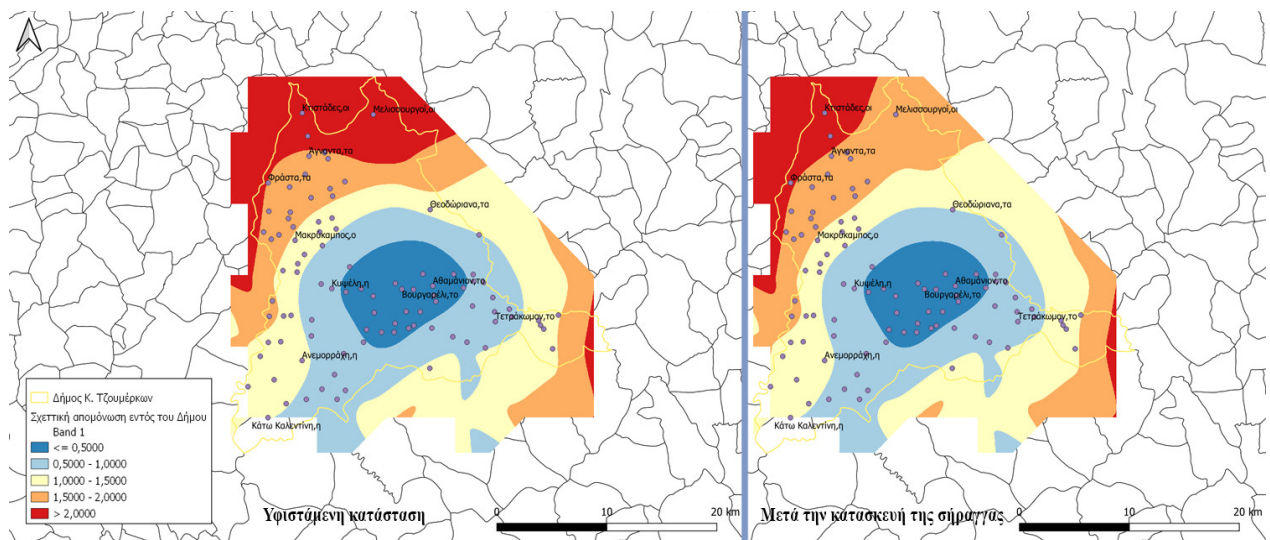 Κτιστάδες,οι
Μελισσουργοί,οι
Άγναντα,τα
Φράστα,τα
Θεοδώριανα,τα
Μακρύκαμπος,ο
Κυψέλη,η
Αθαμάνιον,το
Βουργαρέλι,το
Τετράκωμον,το
Ανεμορράχη,η
Κάτω Καλεντίνη,η
Δήμος Κ. Τζουμέρκων
Σχεττική απομόνωση εντός του Δήμου
Band 1
<= 0,5000
0,5000 - 1,0000
1,0000 - 1,5000
1,5000 - 2,0000
> 2,0000
Υφιστάμενη κατάσταση
0 10 20 km
Κτιστάδες,οι
Μελισσουργοί,οι
Άγναντα,τα
Φράστα,τα
Θεοδώριανα,τα
Μακρύκαμπος,ο
Κυψέλη,η
Αθαμάνιον,το
Βουργαρέλι,το
Τετράκωμον,το
Ανεμορράχη,η
Κάτω Καλεντίνη,η
Μετά την κατασκευή της σήραγγας
0 10 20 km